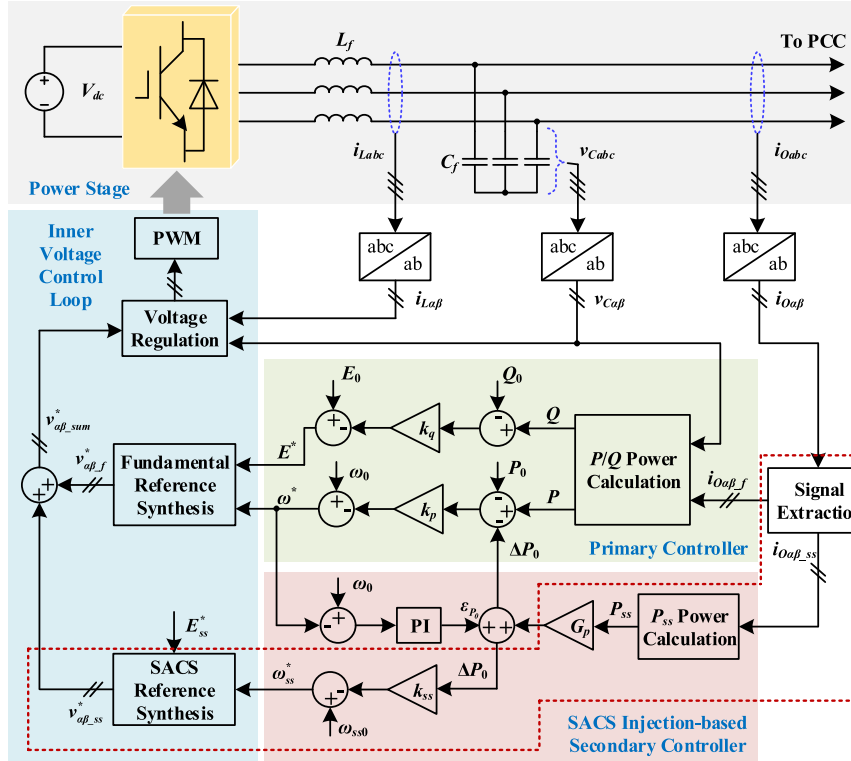 L_f
To PCC
V_dc
i_Labc
C_f
v_Cabc
i_Oabc
Power Stage
Inner
Voltage
Control
Loop
PWM
abc
ab
abc
ab
abc
ab
i_Lαβ
v_Cαβ
i_Oαβ
Voltage
Regulation
E_0
Q_0
+
-
k_q
-
+
Q
v*_αβ_sum
E*
v*_αβ_f
Fundamental
Reference
Synthesis
ω_0
P_0
P/Q Power
Calculation
i_Oαβ_f
Signal
Extraction
+
+
ω*
+
-
k_p
-
-
P
Primary Controller
i_Oαβ_ss
ΔP_0
ω_0
E*_ss
-
+
PI
ε_P_0
+ +
G_p
P_ss
P_ss Power
Calculation
SACS
Reference
Synthesis
ω*_ss
+
-
k_ss
ΔP_0
v*_αβ_ss
ω_ss0
SACS Injection-based
Secondary Controller